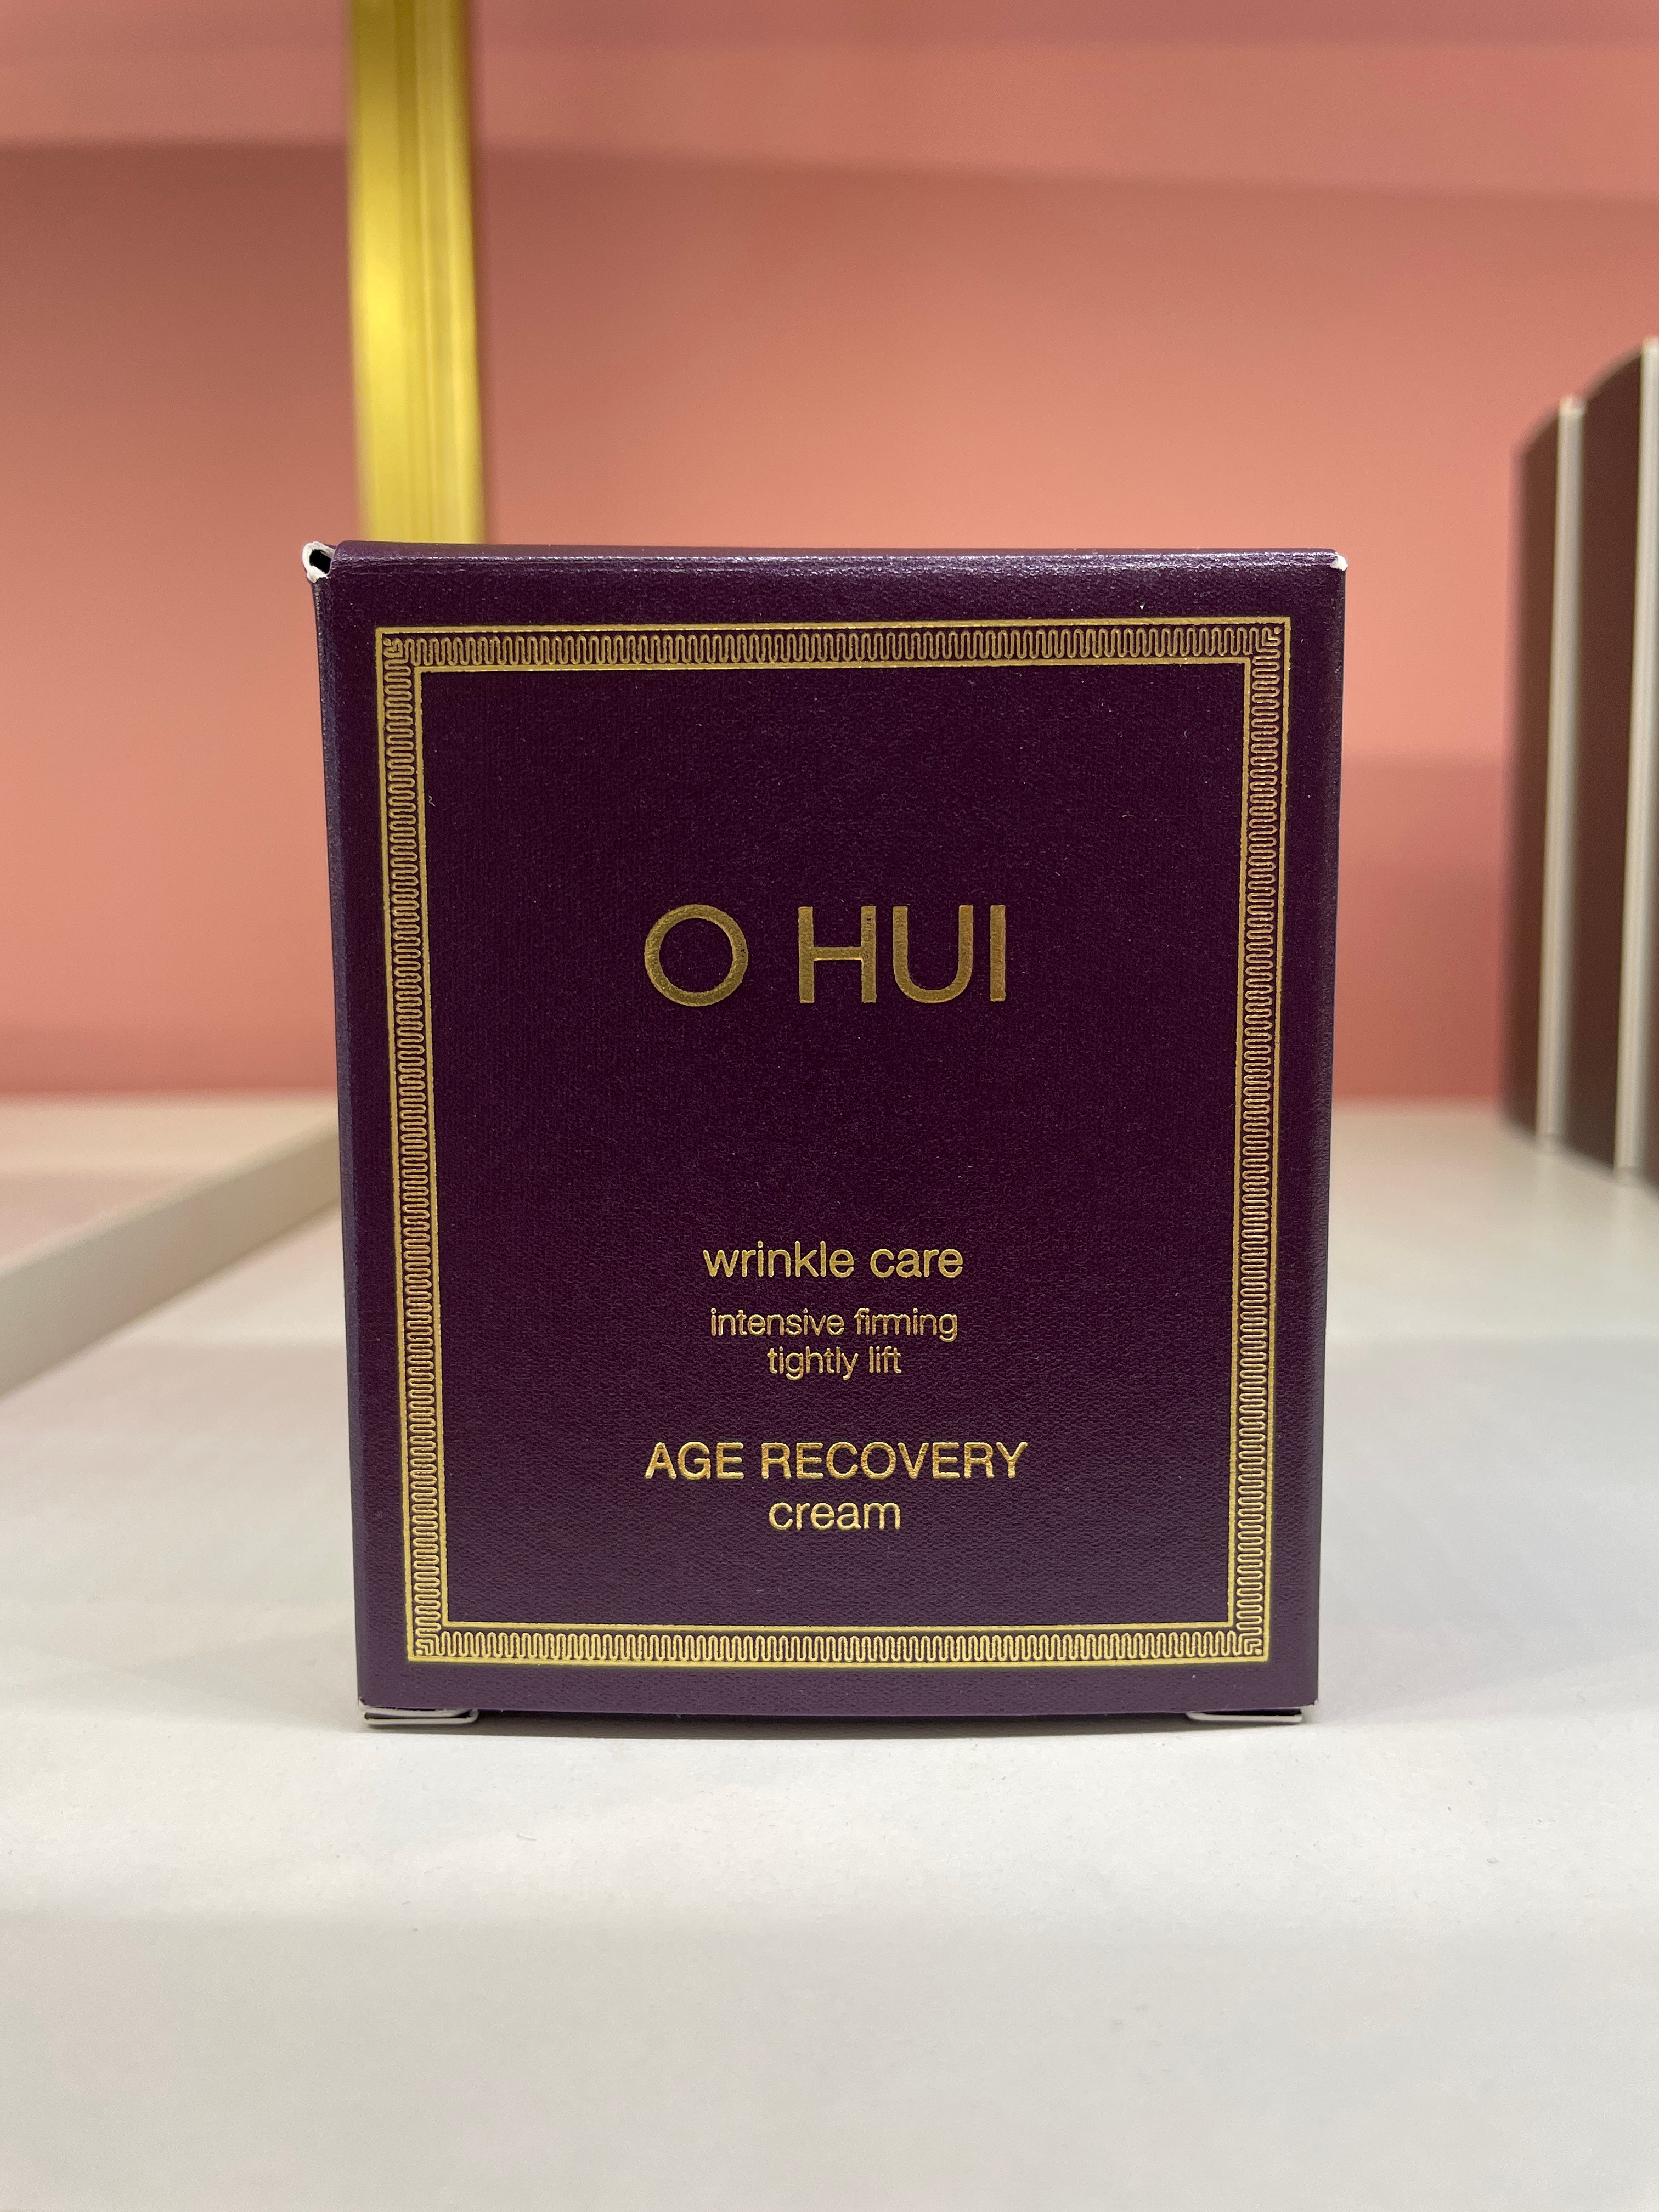 O HUI
wrinkle care
intensive firming
tightly lift
AGE RECOVERY
cream